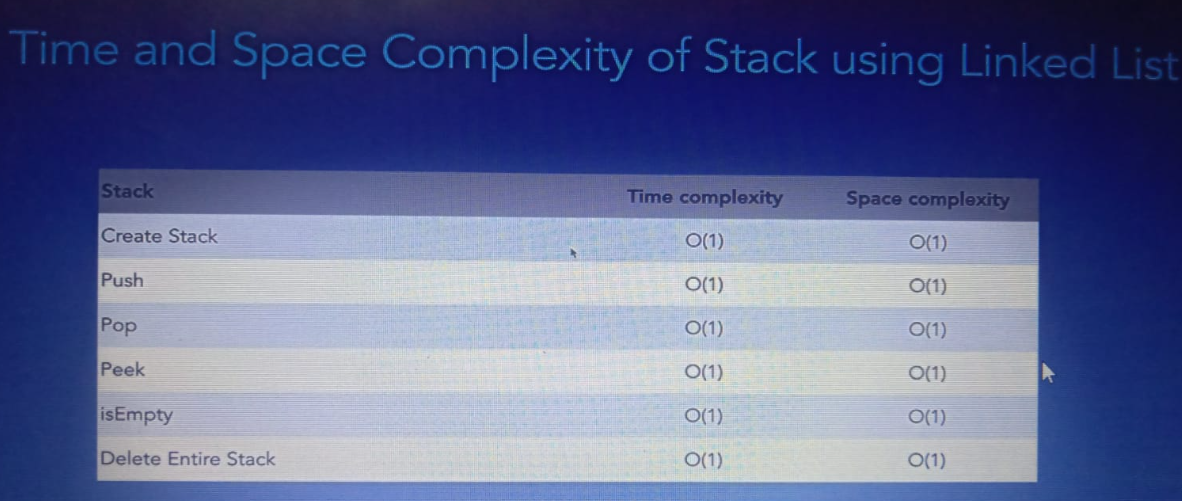 Time and Space Complexity of Stack using Linked List
Stack Time complexity Space complexity
Create Stack O(1) O(1)
Push O(1) O(1)
Pop O(1) O(1)
Peek O(1) O(1)
isEmpty O(1) O(1)
Delete Entire Stack O(1) O(1)